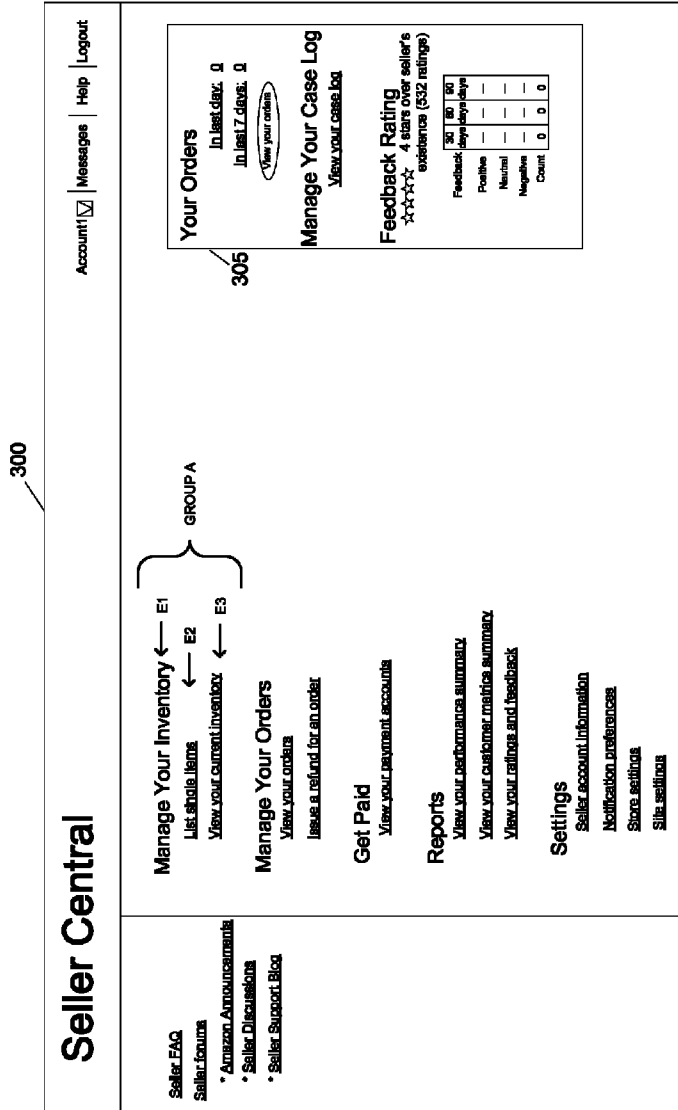 300
Seller Central
Account1 | Messages | Help | Logout
Seller FAQ
Seller forums
* Amazon Announcements
* Seller Discussions
* Seller Support Blog
Manage Your Inventory
E1
List single items
E2
View your current inventory
E3
GROUP A
Manage Your Orders
View your orders
Issue a refund for an order
Get Paid
View your payment accounts
Reports
View your performance summary
View your customer metrics summary
View your ratings and feedback
Settings
Seller account information
Notification preferences
Store settings
Site settings
305
Your Orders
In last day: 0
In last 7 days: 0
View your orders
Manage Your Case Log
View your case log
Feedback Rating
☆☆☆☆ 4 stars over seller's
existence (532 ratings)
Feedback 30 days 60 days 90 days
Positive — — —
Neutral — — —
Negative — — —
Count 0 0 0